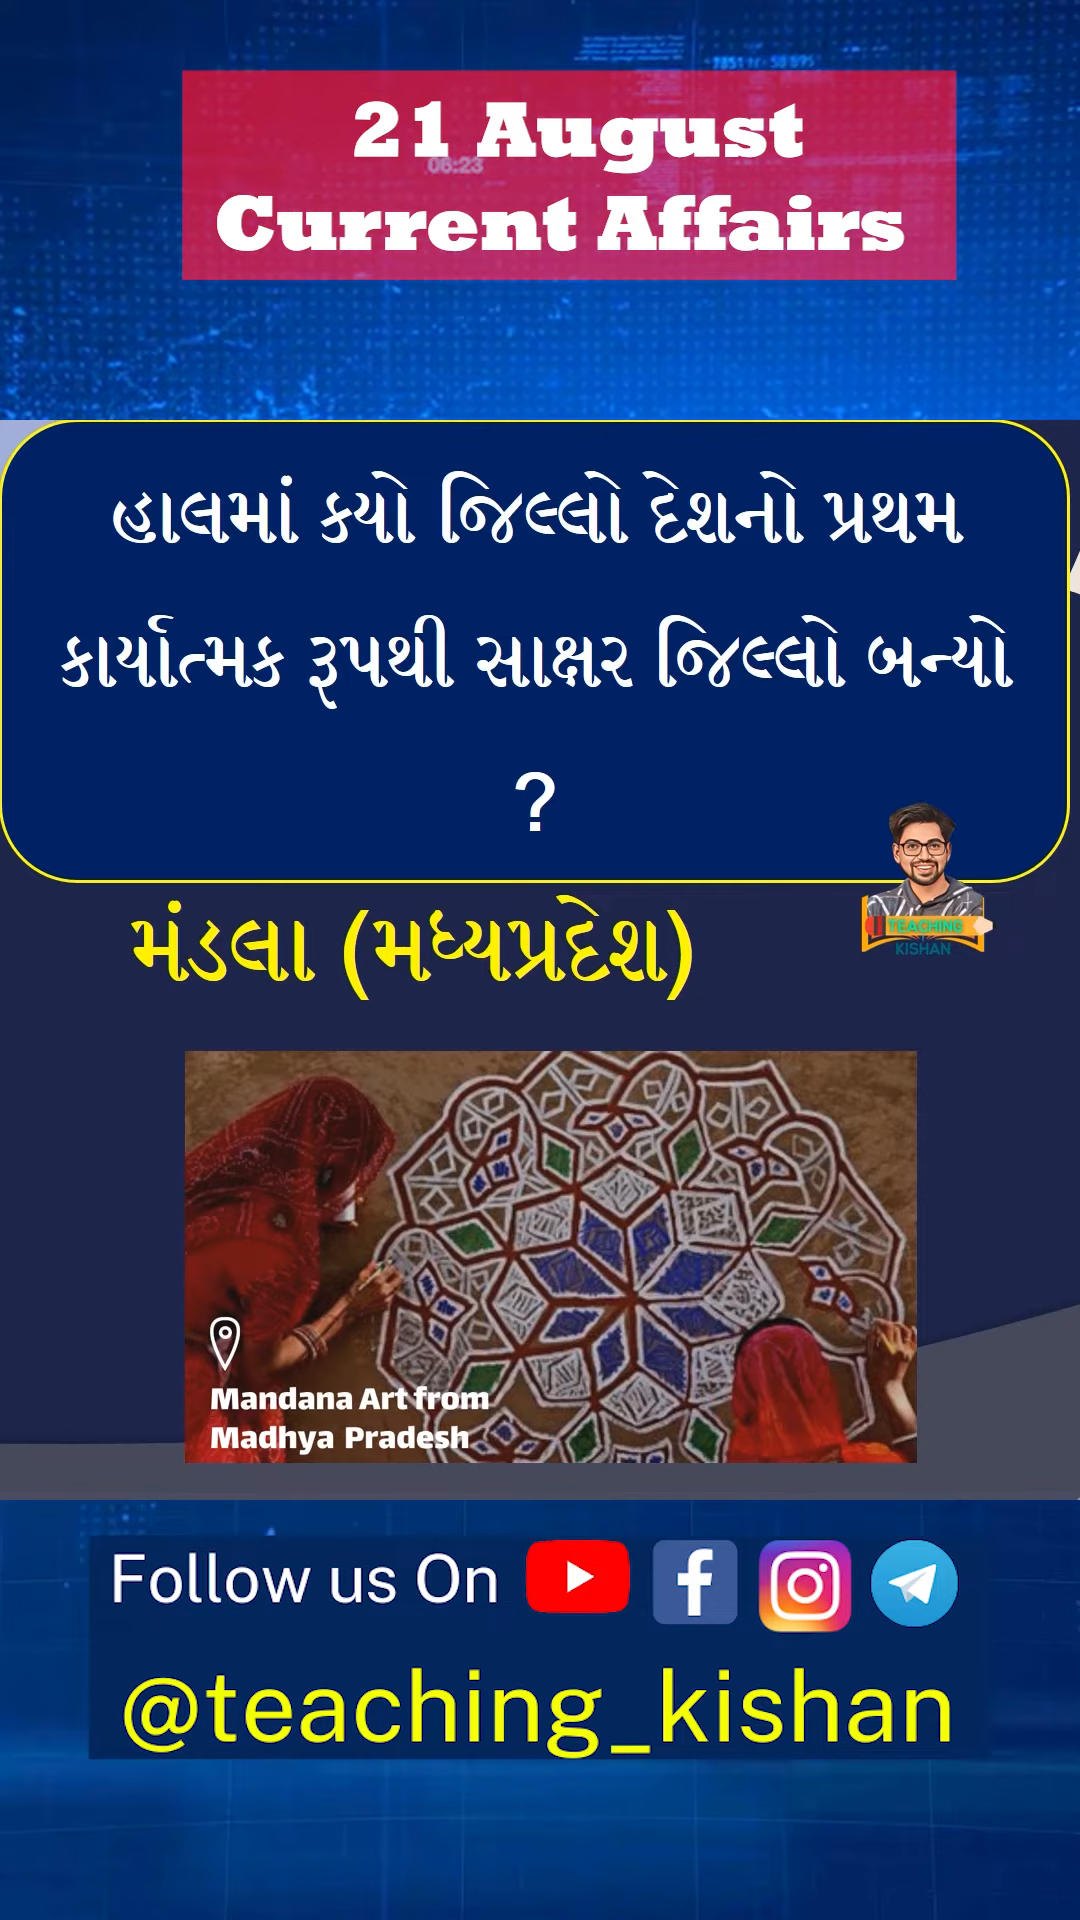 21 August
Current Affairs
હાલમાં ક્યો જિલ્લો દેશનો પ્રથમ
કાર્યાત્મક રૂપથી સાક્ષર જિલ્લો બન્યો
?
TEACHING
KISHAN
મંડલા (મધ્યપ્રદેશ)
Mandana Art from
Madhya Pradesh
Follow us On
@teaching_kishan